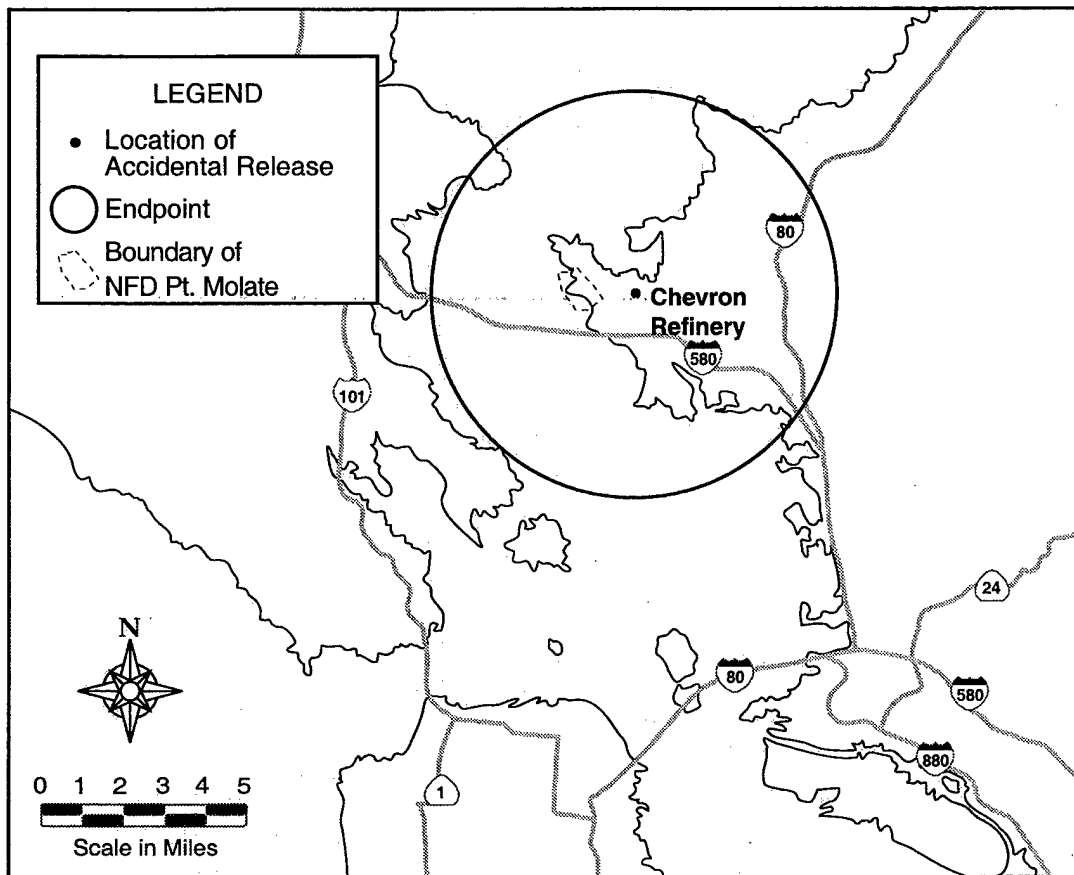 LEGEND
Location of
Accidental Release
Endpoint
Boundary of
NFD Pt. Molate
80
Chevron
Refinery
580
101
24
N
80
580
880
1
0 1 2 3 4 5
Scale in Miles